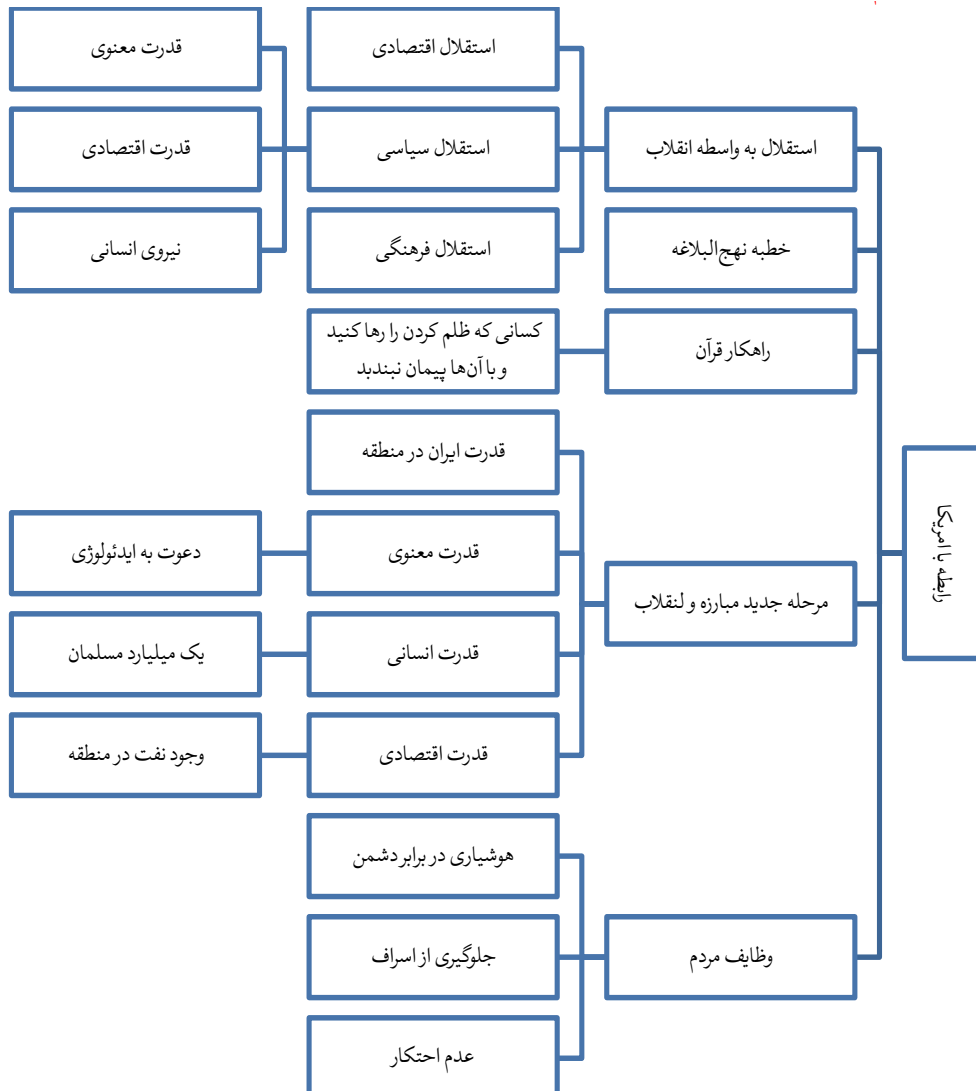 رابطه با امریکا
استقلال به واسطه انقلاب
استقلال اقتصادی
استقلال سیاسی
قدرت معنوی
قدرت اقتصادی
نیروی انسانی
استقلال فرهنگی
خطبه نهج‌البلاغه
راهکار قرآن
کسانی که ظلم کردن را رها کنید
و با آن‌ها پیمان نبندبد
مرحله جدید مبارزه و لنقلاب
قدرت ایران در منطقه
قدرت معنوی
دعوت به ایدئولوژی
قدرت انسانی
یک میلیارد مسلمان
قدرت اقتصادی
وجود نفت در منطقه
وظایف مردم
هوشیاری در برابر دشمن
جلوگیری از اسراف
عدم احتکار